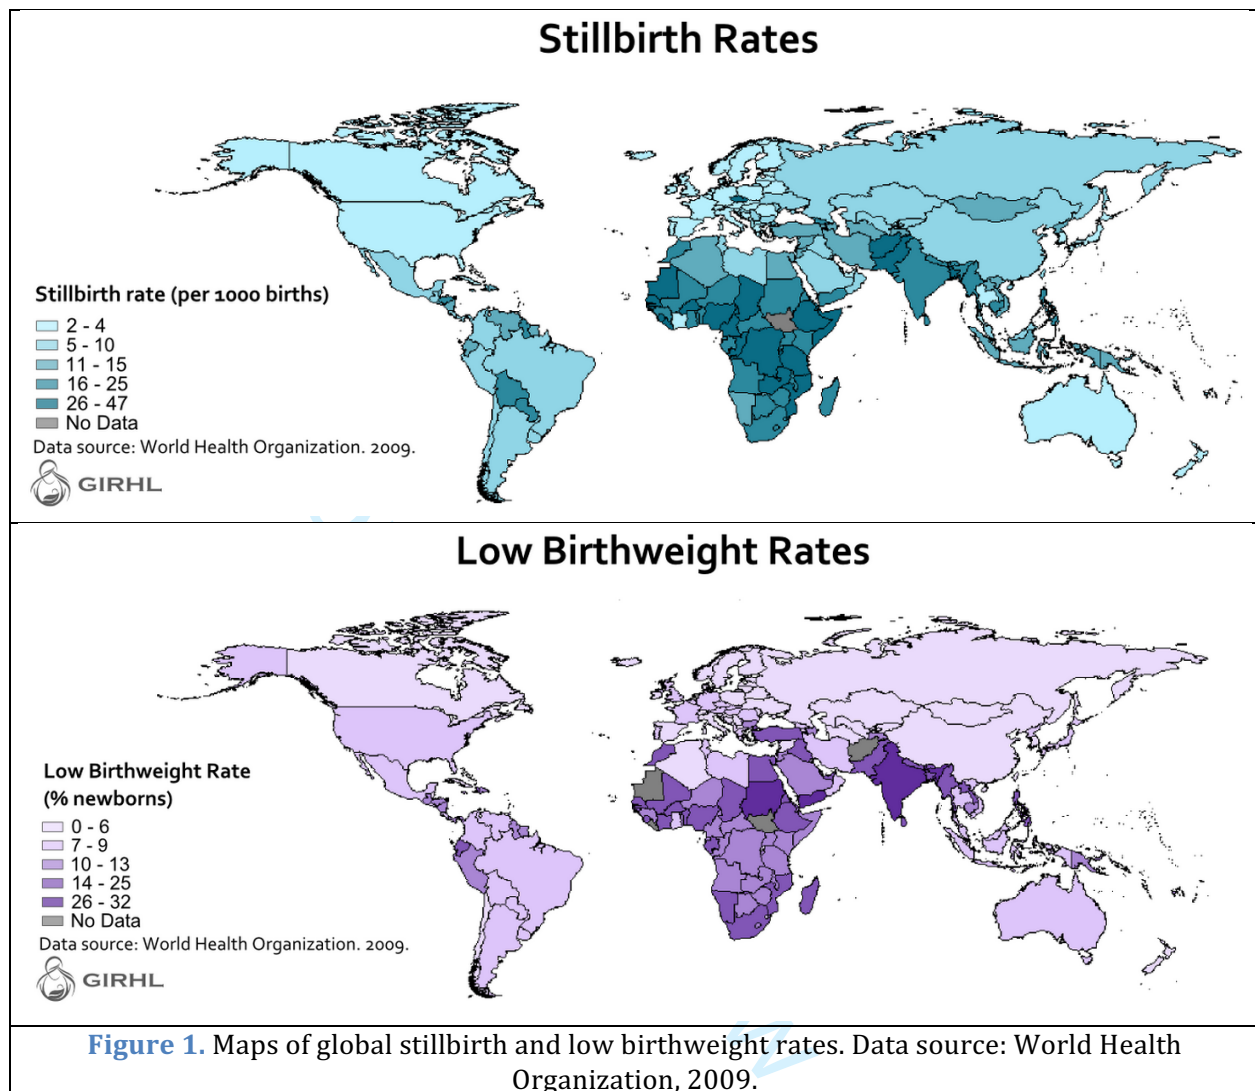 Stillbirth Rates
Stillbirth rate (per 1000 births)
2 - 4
5 - 10
11 - 15
16 - 25
26 - 47
No Data
Data source: World Health Organization. 2009.
GIRHL
Low Birthweight Rates
Low Birthweight Rate
(% newborns)
0 - 6
7 - 9
10 - 13
14 - 25
26 - 32
No Data
Data source: World Health Organization. 2009.
GIRHL
Figure 1. Maps of global stillbirth and low birthweight rates. Data source: World Health
Organization, 2009.